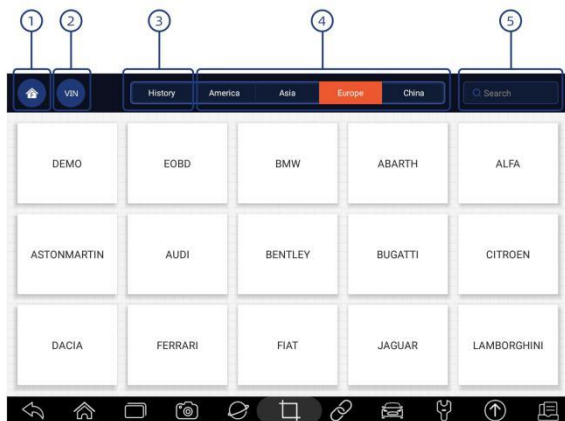 1 2 3 4 5
VIN History America Asia Europe China Search
DEMO EOBD BMW ABARTH ALFA
ASTONMARTIN AUDI BENTLEY BUGATTI CITROEN
DACIA FERRARI FIAT JAGUAR LAMBORGHINI